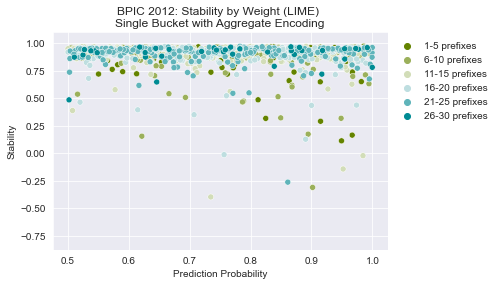 BPIC 2012: Stability by Weight (LIME)
Single Bucket with Aggregate Encoding
1.00
0.75
0.50
0.25
0.00
−0.25
−0.50
−0.75
Stability
0.5 0.6 0.7 0.8 0.9 1.0
Prediction Probability
1-5 prefixes
6-10 prefixes
11-15 prefixes
16-20 prefixes
21-25 prefixes
26-30 prefixes